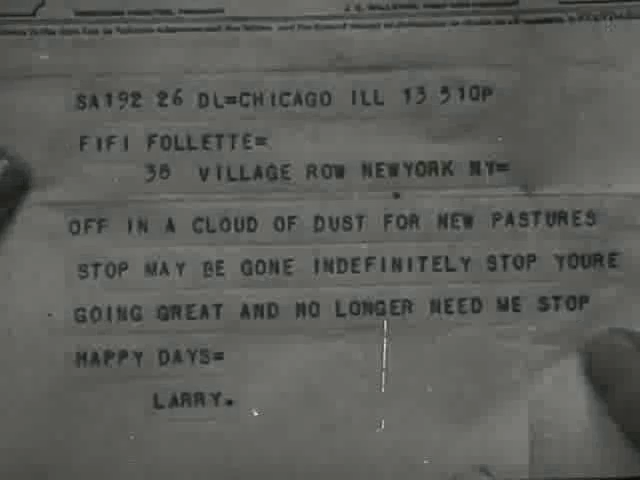 SA192 26 DL=CHICAGO ILL 13 510P
FIFI FOLLETTE=
38 VILLAGE ROW NEWYORK NY=
OFF IN A CLOUD OF DUST FOR NEW PASTURES
STOP MAY BE GONE INDEFINITELY STOP YOURE
GOING GREAT AND NO LONGER NEED ME STOP
HAPPY DAYS=
LARRY.